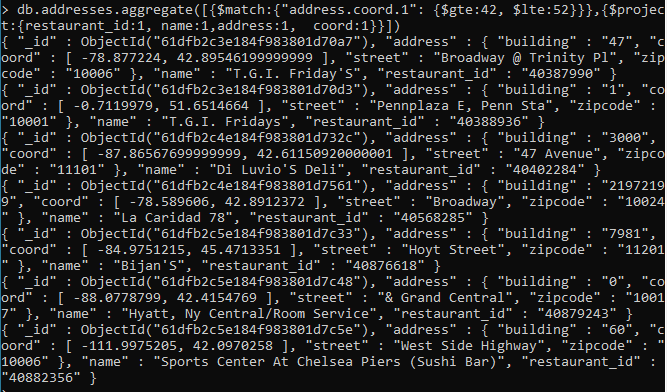 > db.addresses.aggregate([{$match:{"address.coord.1": {$gte:42, $lte:52}}},{$projec
t:{restaurant_id:1, name:1,address:1,  coord:1}}])
{ "_id" : ObjectId("61dfb2c3e184f983801d70a7"), "address" : { "building" : "47", "c
oord" : [ -78.877224, 42.89546199999999 ], "street" : "Broadway @ Trinity Pl", "zip
code" : "10006" }, "name" : "T.G.I. Friday'S", "restaurant_id" : "40387990" }
{ "_id" : ObjectId("61dfb2c3e184f983801d70d3"), "address" : { "building" : "1", "co
ord" : [ -0.7119979, 51.6514664 ], "street" : "Pennplaza E, Penn Sta", "zipcode" :
"10001" }, "name" : "T.G.I. Fridays", "restaurant_id" : "40388936" }
{ "_id" : ObjectId("61dfb2c4e184f983801d732c"), "address" : { "building" : "3000",
"coord" : [ -87.86567699999999, 42.61150920000001 ], "street" : "47 Avenue", "zipco
de" : "11101" }, "name" : "Di Luvio'S Deli", "restaurant_id" : "40402284" }
{ "_id" : ObjectId("61dfb2c4e184f983801d7561"), "address" : { "building" : "2197219
9", "coord" : [ -78.589606, 42.8912372 ], "street" : "Broadway", "zipcode" : "10024
" }, "name" : "La Caridad 78", "restaurant_id" : "40568285" }
{ "_id" : ObjectId("61dfb2c5e184f983801d7c33"), "address" : { "building" : "7981",
"coord" : [ -84.9751215, 45.4713351 ], "street" : "Hoyt Street", "zipcode" : "11201
" }, "name" : "Bijan'S", "restaurant_id" : "40876618" }
{ "_id" : ObjectId("61dfb2c5e184f983801d7c48"), "address" : { "building" : "0", "co
ord" : [ -88.0778799, 42.4154769 ], "street" : "& Grand Central", "zipcode" : "1001
7" }, "name" : "Hyatt, Ny Central/Room Service", "restaurant_id" : "40879243" }
{ "_id" : ObjectId("61dfb2c5e184f983801d7c5e"), "address" : { "building" : "60", "c
oord" : [ -111.9975205, 42.0970258 ], "street" : "West Side Highway", "zipcode" : "
10006" }, "name" : "Sports Center At Chelsea Piers (Sushi Bar)", "restaurant_id" :
"40882356" }